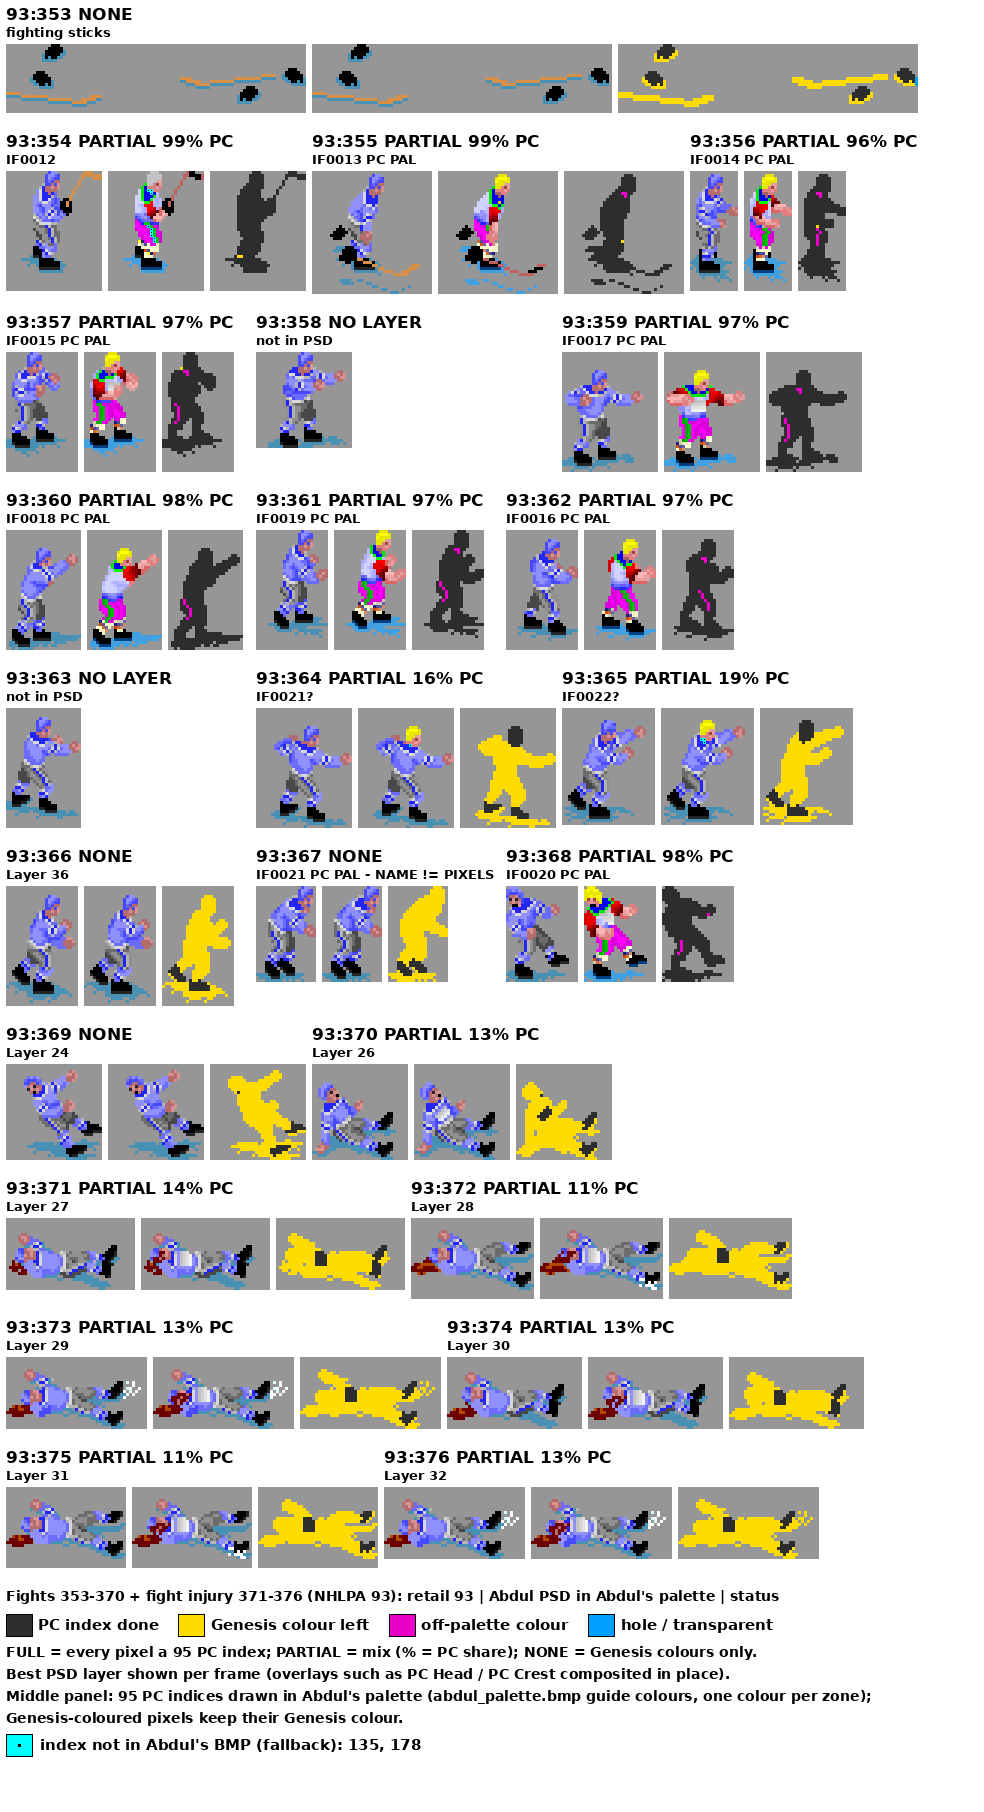 93:353 NONE
fighting sticks
93:354 PARTIAL 99% PC
IF0012
93:355 PARTIAL 99% PC
IF0013 PC PAL
93:356 PARTIAL 96% PC
IF0014 PC PAL
93:357 PARTIAL 97% PC
IF0015 PC PAL
93:358 NO LAYER
not in PSD
93:359 PARTIAL 97% PC
IF0017 PC PAL
93:360 PARTIAL 98% PC
IF0018 PC PAL
93:361 PARTIAL 97% PC
IF0019 PC PAL
93:362 PARTIAL 97% PC
IF0016 PC PAL
93:363 NO LAYER
not in PSD
93:364 PARTIAL 16% PC
IF0021?
93:365 PARTIAL 19% PC
IF0022?
93:366 NONE
Layer 36
93:367 NONE
IF0021 PC PAL - NAME != PIXELS
93:368 PARTIAL 98% PC
IF0020 PC PAL
93:369 NONE
Layer 24
93:370 PARTIAL 13% PC
Layer 26
93:371 PARTIAL 14% PC
Layer 27
93:372 PARTIAL 11% PC
Layer 28
93:373 PARTIAL 13% PC
Layer 29
93:374 PARTIAL 13% PC
Layer 30
93:375 PARTIAL 11% PC
Layer 31
93:376 PARTIAL 13% PC
Layer 32
Fights 353-370 + fight injury 371-376 (NHLPA 93): retail 93 | Abdul PSD in Abdul's palette | status
PC index done
Genesis colour left
off-palette colour
hole / transparent
FULL = every pixel a 95 PC index; PARTIAL = mix (% = PC share); NONE = Genesis colours only.
Best PSD layer shown per frame (overlays such as PC Head / PC Crest composited in place).
Middle panel: 95 PC indices drawn in Abdul's palette (abdul_palette.bmp guide colours, one colour per zone);
Genesis-coloured pixels keep their Genesis colour.
index not in Abdul's BMP (fallback): 135, 178